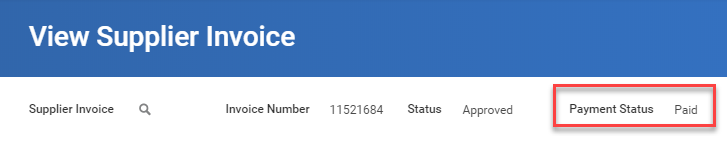 View Supplier Invoice
Supplier Invoice Invoice Number 11521684 Status Approved Payment Status Paid